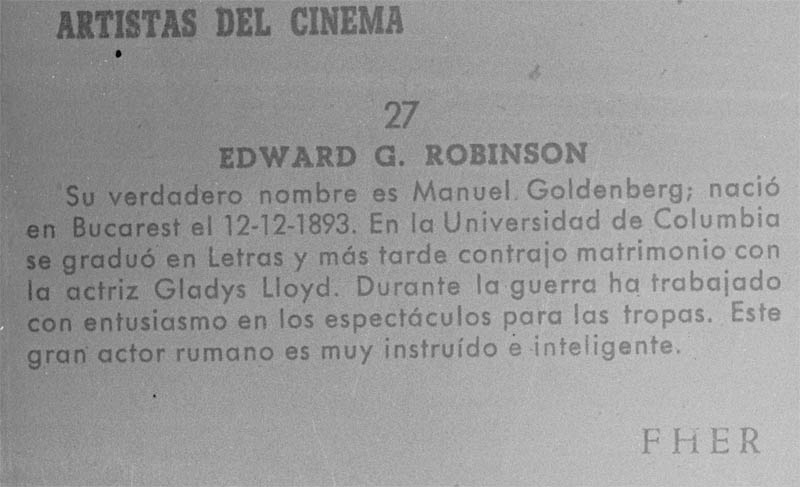 ARTISTAS DEL CINEMA
27
EDWARD G. ROBINSON
Su verdadero nombre es Manuel Goldenberg; nació
en Bucarest el 12-12-1893. En la Universidad de Columbia
se graduó en Letras y más tarde contrajo matrimonio con
la actriz Gladys Lloyd. Durante la guerra ha trabajado
con entusiasmo en los espectáculos para las tropas. Este
gran actor rumano es muy instruído e inteligente.
FHER